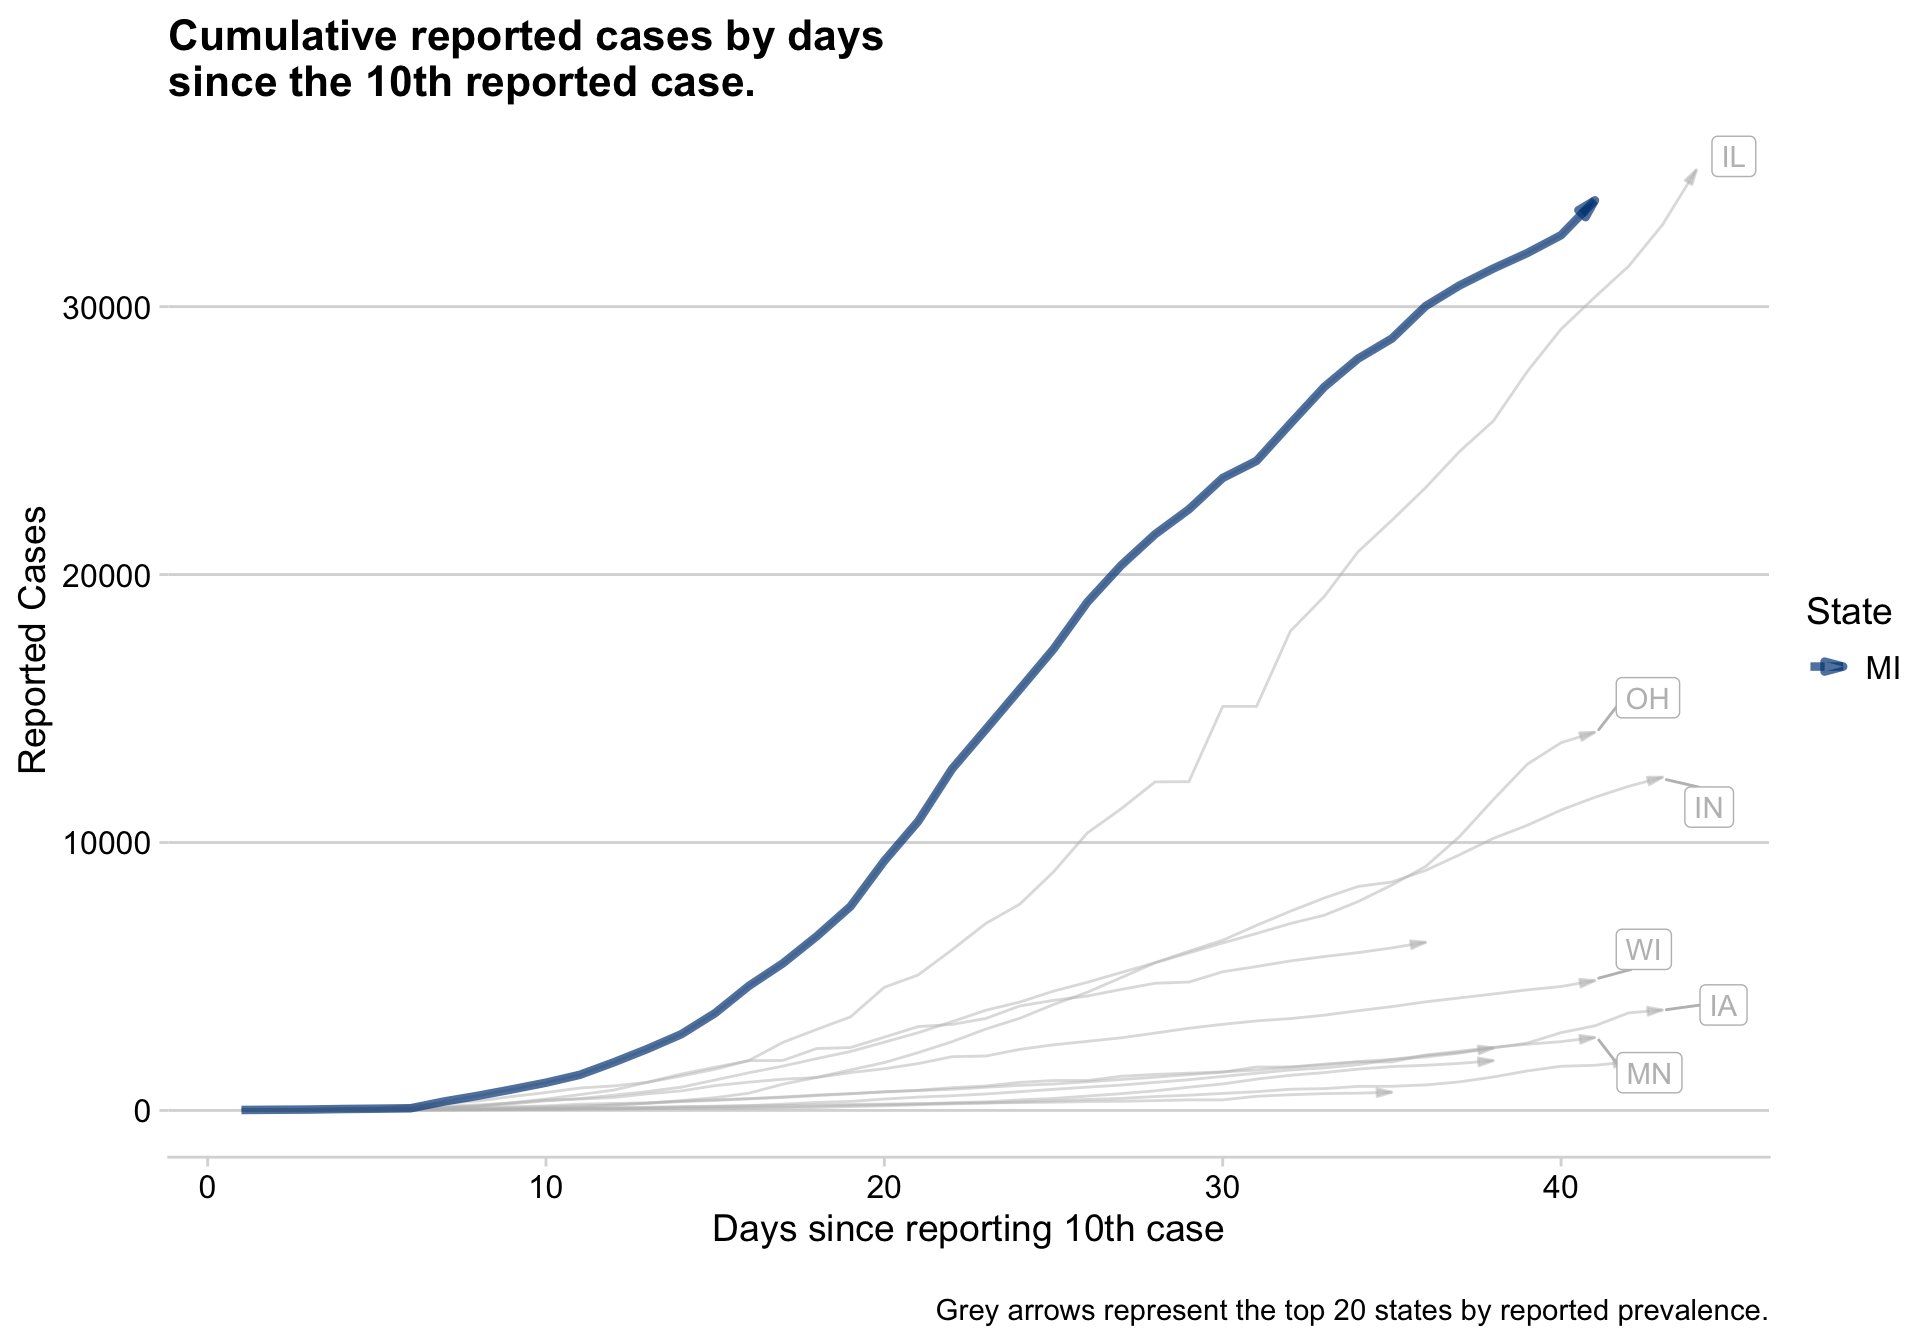 Cumulative reported cases by days
since the 10th reported case.
IL
30000
20000
Reported Cases
State
MI
OH
IN
10000
WI
IA
MN
0
0 10 20 30 40
Days since reporting 10th case
Grey arrows represent the top 20 states by reported prevalence.